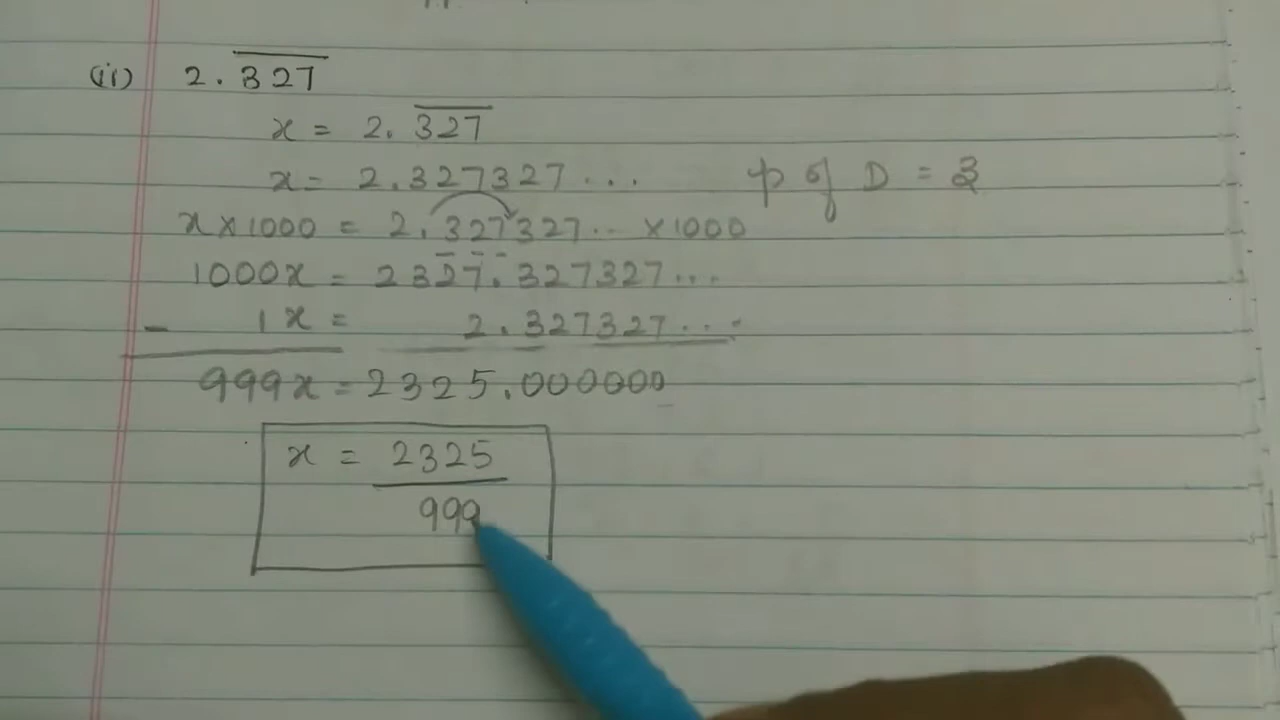 (ii) 2.3̅2̅7̅
x = 2.3̅2̅7̅
x = 2.327327... p of D = 3
x × 1000 = 2.327327.. × 1000
1000x = 2327.327327...
- 1x = 2.327327...
999x = 2325.000000
x = 2325
999